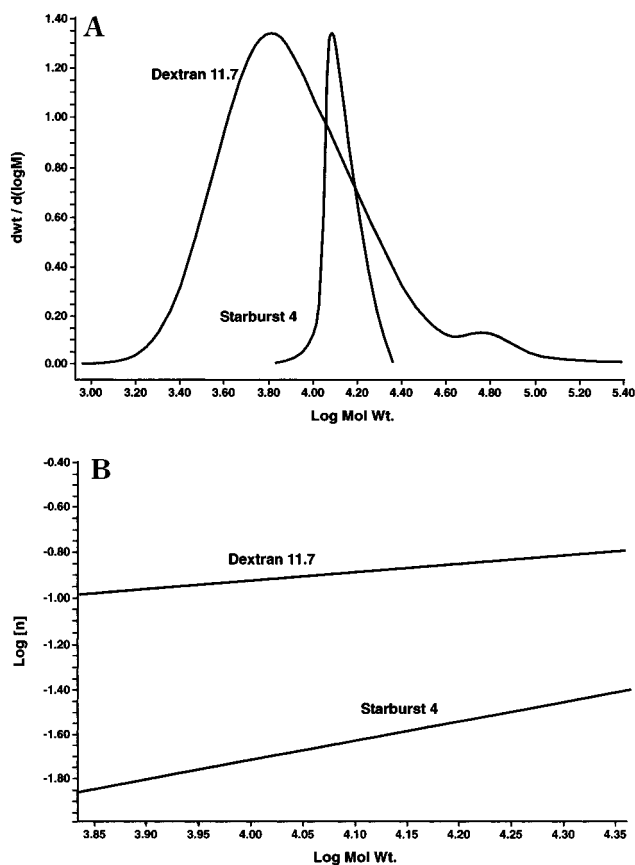 A
1.40
1.20
1.00
0.80
0.60
0.40
0.20
0.00
dwt / d(logM)
Dextran 11.7
Starburst 4
3.00 3.20 3.40 3.60 3.80 4.00 4.20 4.40 4.60 4.80 5.00 5.20 5.40
Log Mol Wt.
B
-0.40
-0.60
-0.80
-1.00
-1.20
-1.40
-1.60
-1.80
Log [n]
Dextran 11.7
Starburst 4
3.85 3.90 3.95 4.00 4.05 4.10 4.15 4.20 4.25 4.30 4.35
Log Mol Wt.